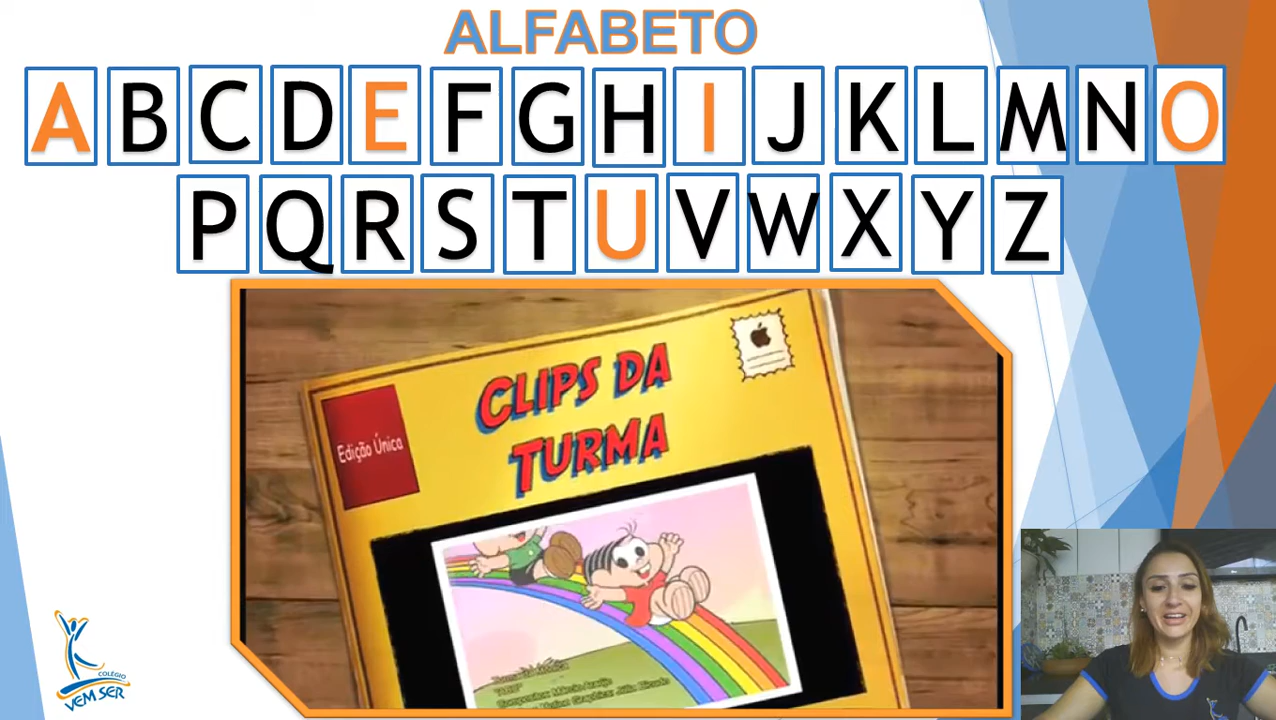 ALFABETO
A B C D E F G H I J K L M N O
P Q R S T U V W X Y Z
CLIPS DA
TURMA
Edição Única
COLÉGIO
VEM SER